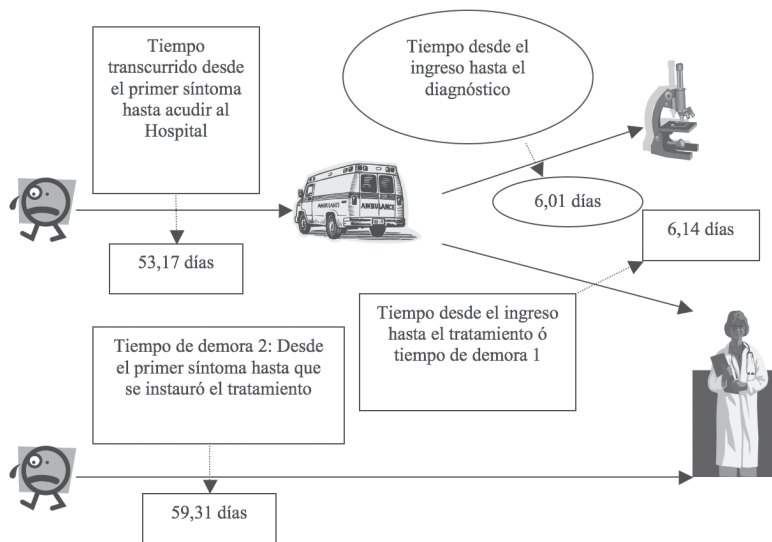 Tiempo
transcurrido desde
el primer síntoma
hasta acudir al
Hospital
Tiempo desde el
ingreso hasta el
diagnóstico
AMBULANCE
6,01 días
6,14 días
53,17 días
Tiempo desde el ingreso
hasta el tratamiento ó
tiempo de demora 1
Tiempo de demora 2: Desde
el primer síntoma hasta que
se instauró el tratamiento
59,31 días